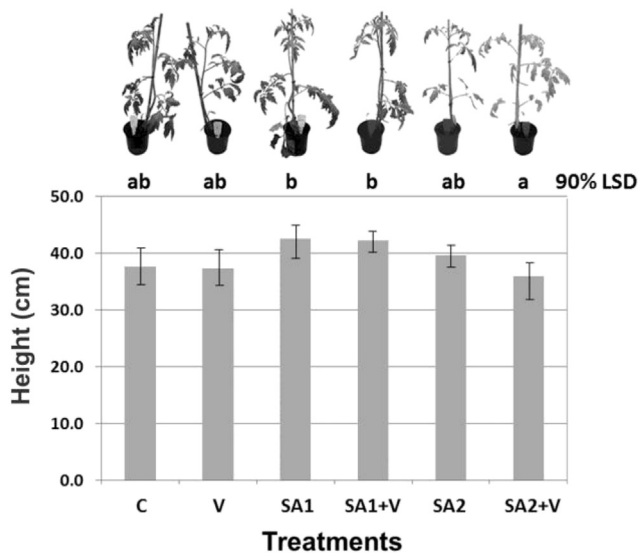 ab ab b b ab a 90% LSD
50.0
40.0
30.0
20.0
10.0
0.0
Height (cm)
C V SA1 SA1+V SA2 SA2+V
Treatments